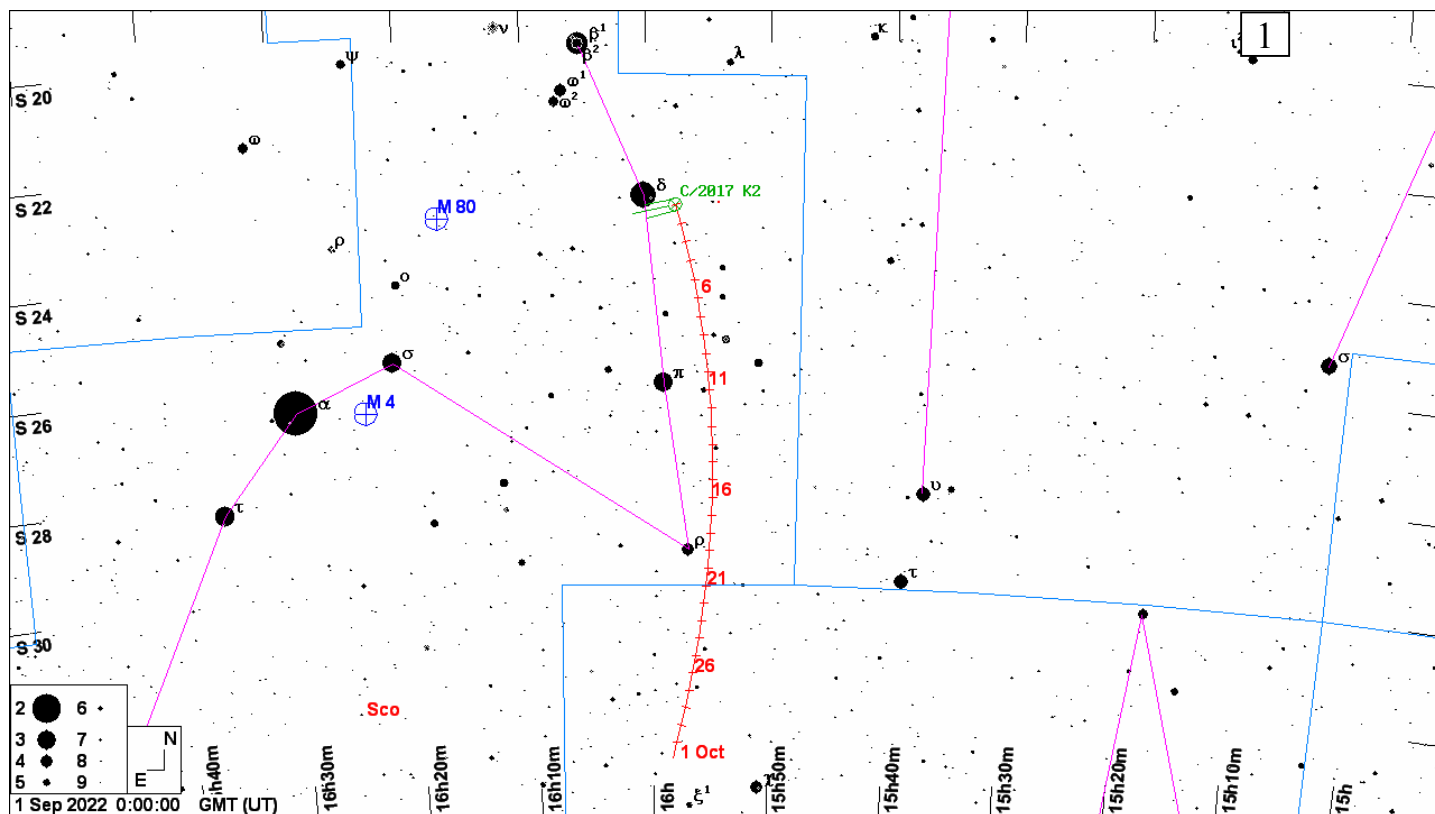 ν β¹ κ ι 1
ψ β² λ
S 20 ω¹
ω²
ω
δ C/2017 K2
S 22 M 80
ρ
ο
6
S 24
σ σ
π 11
α M 4
S 26
16 υ
τ
S 28 ρ
21 τ
S 30
26
2 6
Sco
3 7 N
1 Oct
4 8 E
5 9
ξ¹
16h40m 16h30m 16h20m 16h10m 16h 15h50m 15h40m 15h30m 15h20m 15h10m 15h
1 Sep 2022 0:00:00 GMT (UT)